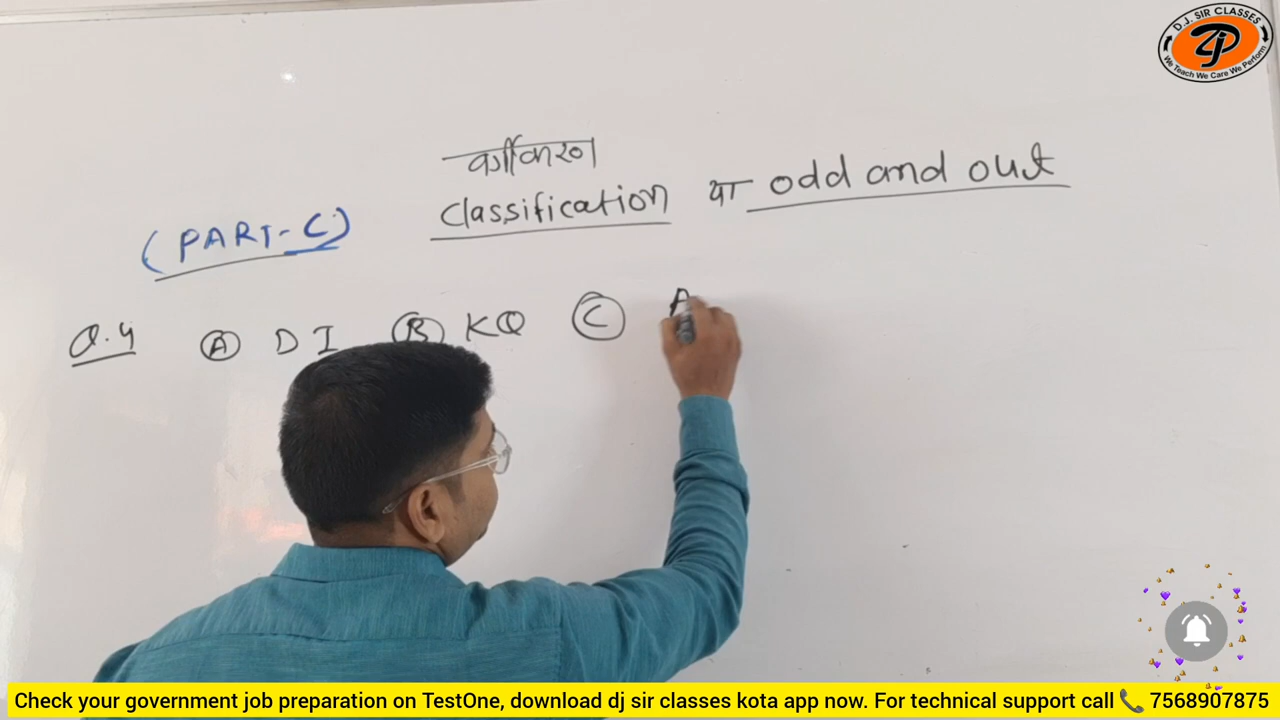 D.J. SIR CLASSES
We Teach We Care We Perform
वर्गीकरण
(PART-C) Classification या odd and out
Q.4 (A) DI (B) KQ (C) A
Check your government job preparation on TestOne, download dj sir classes kota app now. For technical support call 📞 7568907875